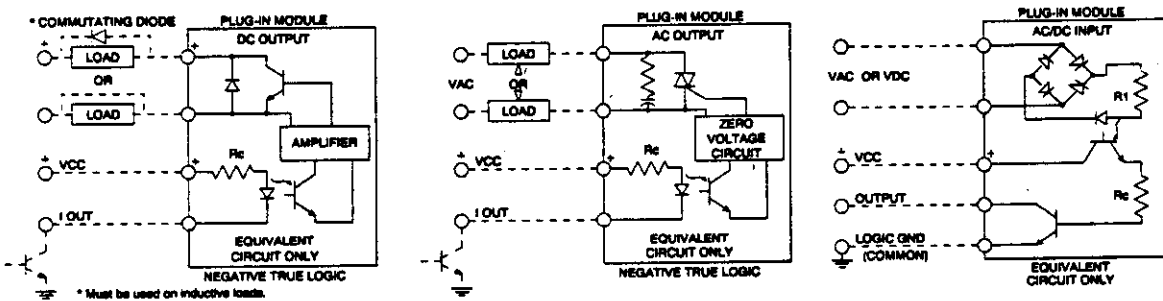 * COMMUTATING DIODE
PLUG-IN MODULE
DC OUTPUT
+
LOAD
+
OR
LOAD
AMPLIFIER
+
VCC
+
Rc
I OUT
EQUIVALENT
CIRCUIT ONLY
NEGATIVE TRUE LOGIC
* Must be used on inductive loads.
PLUG-IN MODULE
AC OUTPUT
LOAD
VAC
OR
LOAD
ZERO
VOLTAGE
CIRCUIT
+
VCC
+
Rc
I OUT
EQUIVALENT
CIRCUIT ONLY
NEGATIVE TRUE LOGIC
PLUG-IN MODULE
AC/DC INPUT
VAC OR VDC
R1
+
VCC
+
OUTPUT
Rc
LOGIC GND
(COMMON)
EQUIVALENT
CIRCUIT ONLY